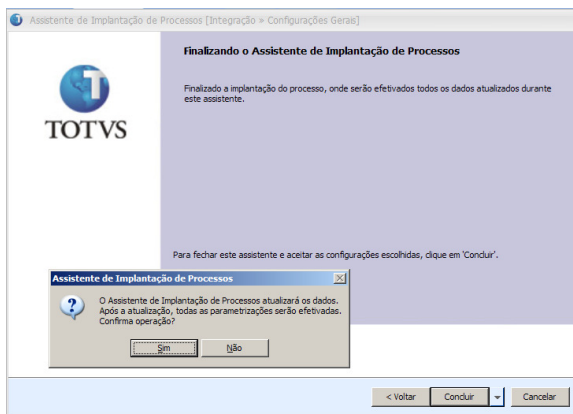 Assistente de Implantação de Processos [Integração » Configurações Gerais]
Finalizando o Assistente de Implantação de Processos
Finalizado a implantação do processo, onde serão efetivados todos os dados atualizados durante
este assistente.
TOTVS
Para fechar este assistente e aceitar as configurações escolhidas, clique em 'Concluir'.
Assistente de Implantação de Processos
O Assistente de Implantação de Processos atualizará os dados.
Após a atualização, todas as parametrizações serão efetivadas.
Confirma operação?
Sim Não
< Voltar Concluir Cancelar